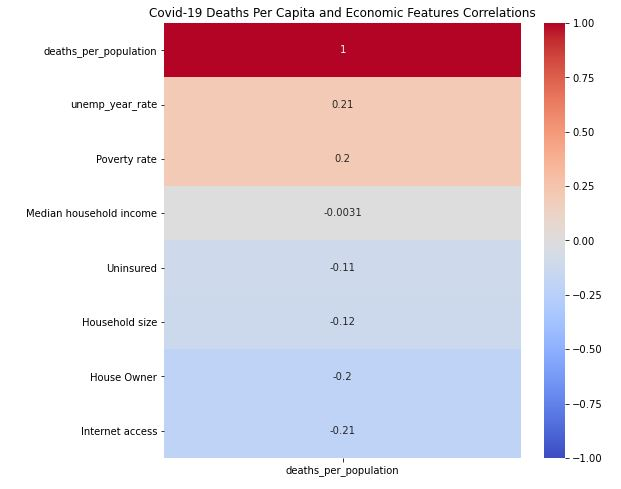 Covid-19 Deaths Per Capita and Economic Features Correlations
deaths_per_population
1
unemp_year_rate
0.21
Poverty rate
0.2
Median household income
-0.0031
Uninsured
-0.11
Household size
-0.12
House Owner
-0.2
Internet access
-0.21
deaths_per_population
1.00
0.75
0.50
0.25
0.00
−0.25
−0.50
−0.75
−1.00